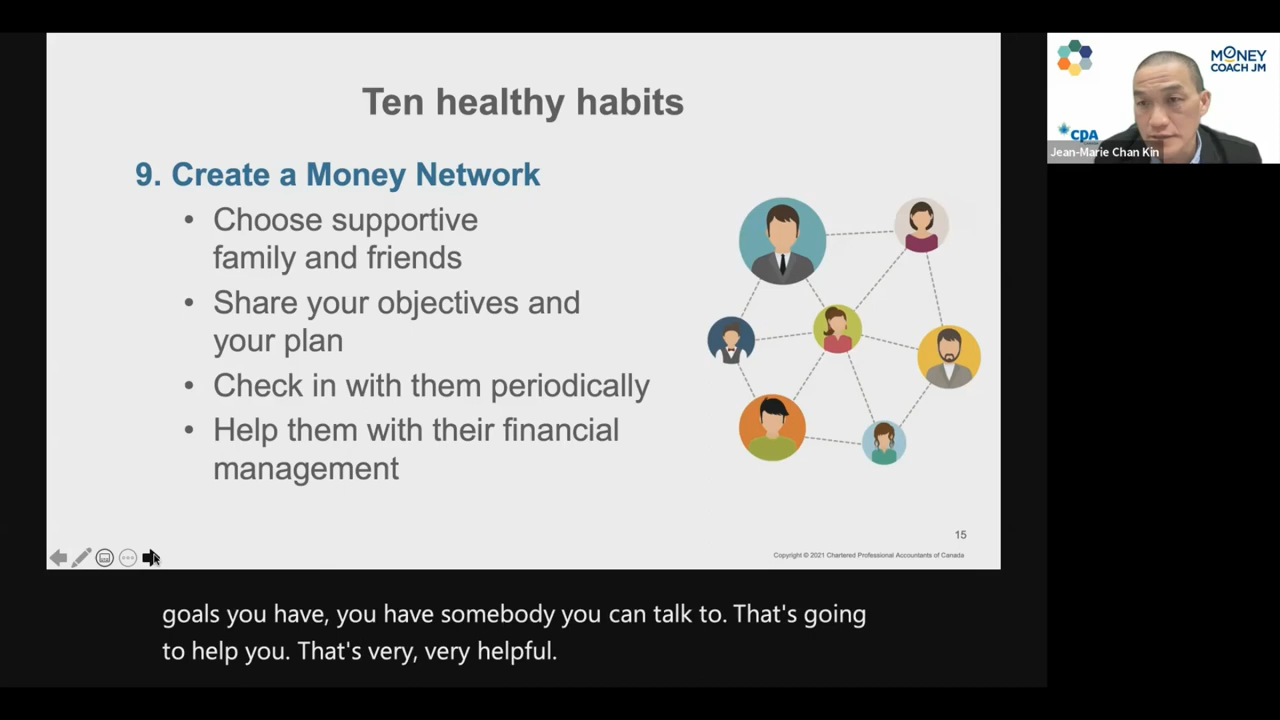 Ten healthy habits
9. Create a Money Network
• Choose supportive
family and friends
• Share your objectives and
your plan
• Check in with them periodically
• Help them with their financial
management
15
Copyright © 2021 Chartered Professional Accountants of Canada
MONEY
COACH JM
CPA
Jean-Marie Chan Kin
goals you have, you have somebody you can talk to. That's going
to help you. That's very, very helpful.